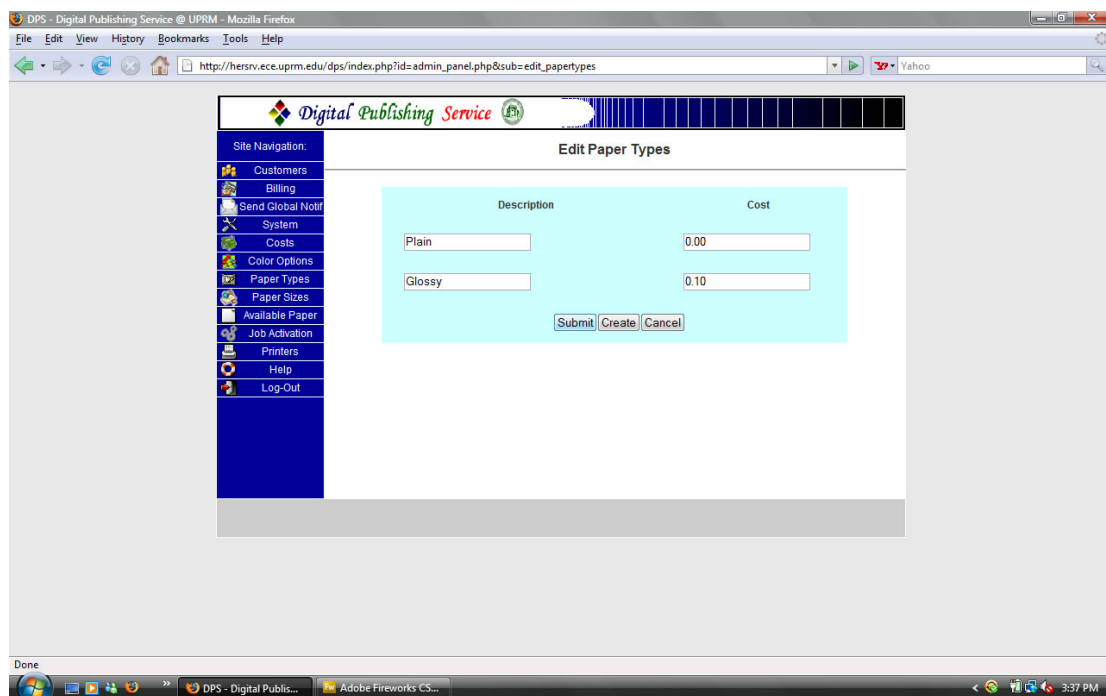 DPS - Digital Publishing Service @ UPRM - Mozilla Firefox
File Edit View History Bookmarks Tools Help
http://hersrv.ece.uprm.edu/dps/index.php?id=admin_panel.php&sub=edit_papertypes
Yahoo
Digital Publishing Service
Site Navigation:
Edit Paper Types
Customers
Billing
Send Global Notif
System
Costs
Color Options
Paper Types
Paper Sizes
Available Paper
Job Activation
Printers
Help
Log-Out
Description Cost
Plain 0.00
Glossy 0.10
Submit Create Cancel
Done
DPS - Digital Publis... Adobe Fireworks CS... 3:37 PM